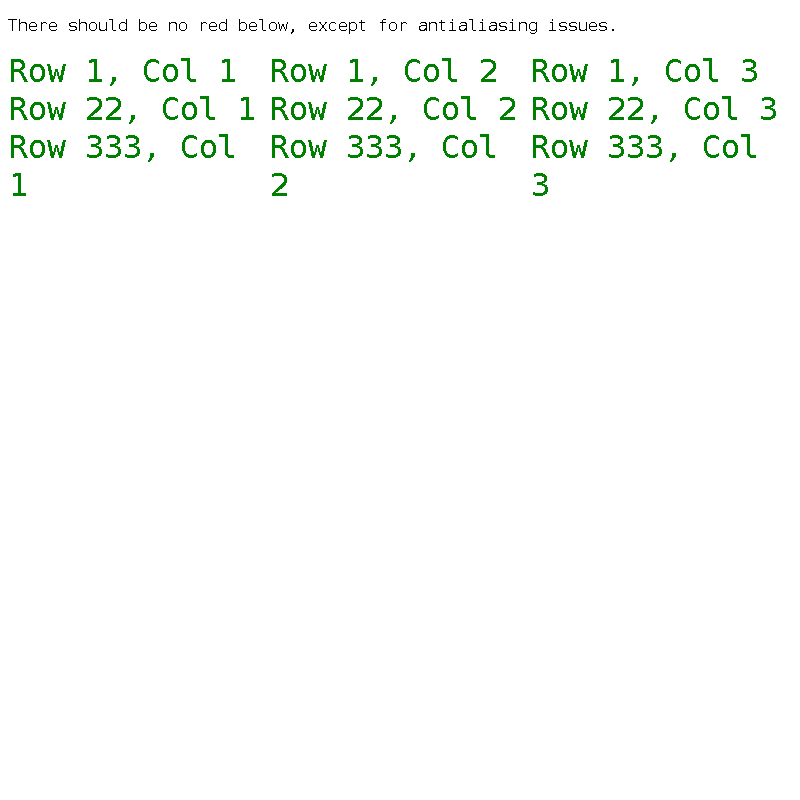 There should be no red below, except for antialiasing issues.
Row 1, Col 1 Row 1, Col 2 Row 1, Col 3
Row 22, Col 1 Row 22, Col 2 Row 22, Col 3
Row 333, Col Row 333, Col Row 333, Col
1 2 3